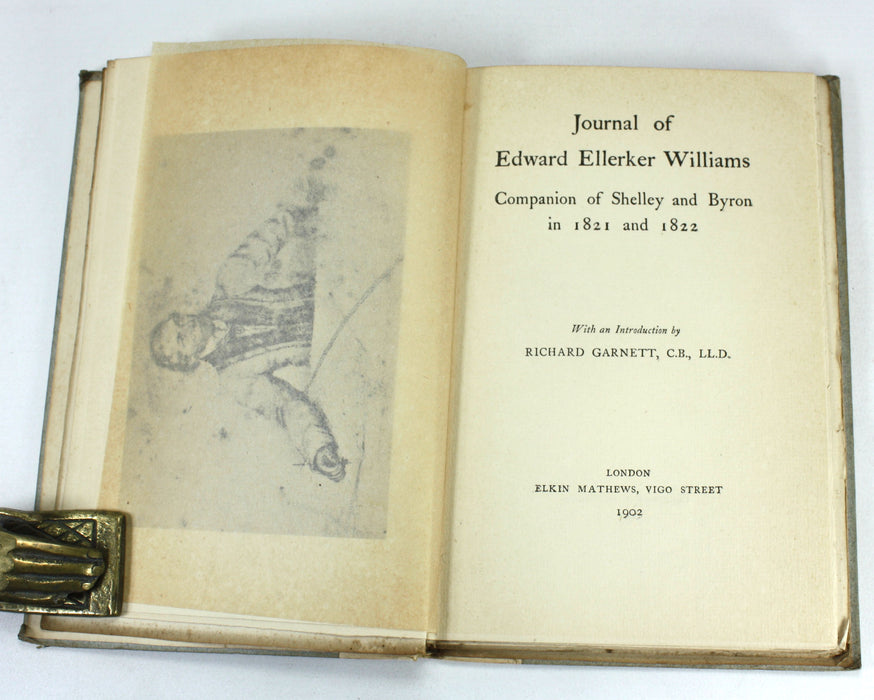 Journal of
Edward Ellerker Williams
Companion of Shelley and Byron
in 1821 and 1822
With an Introduction by
RICHARD GARNETT, C.B., LL.D.
LONDON
ELKIN MATHEWS, VIGO STREET
1902